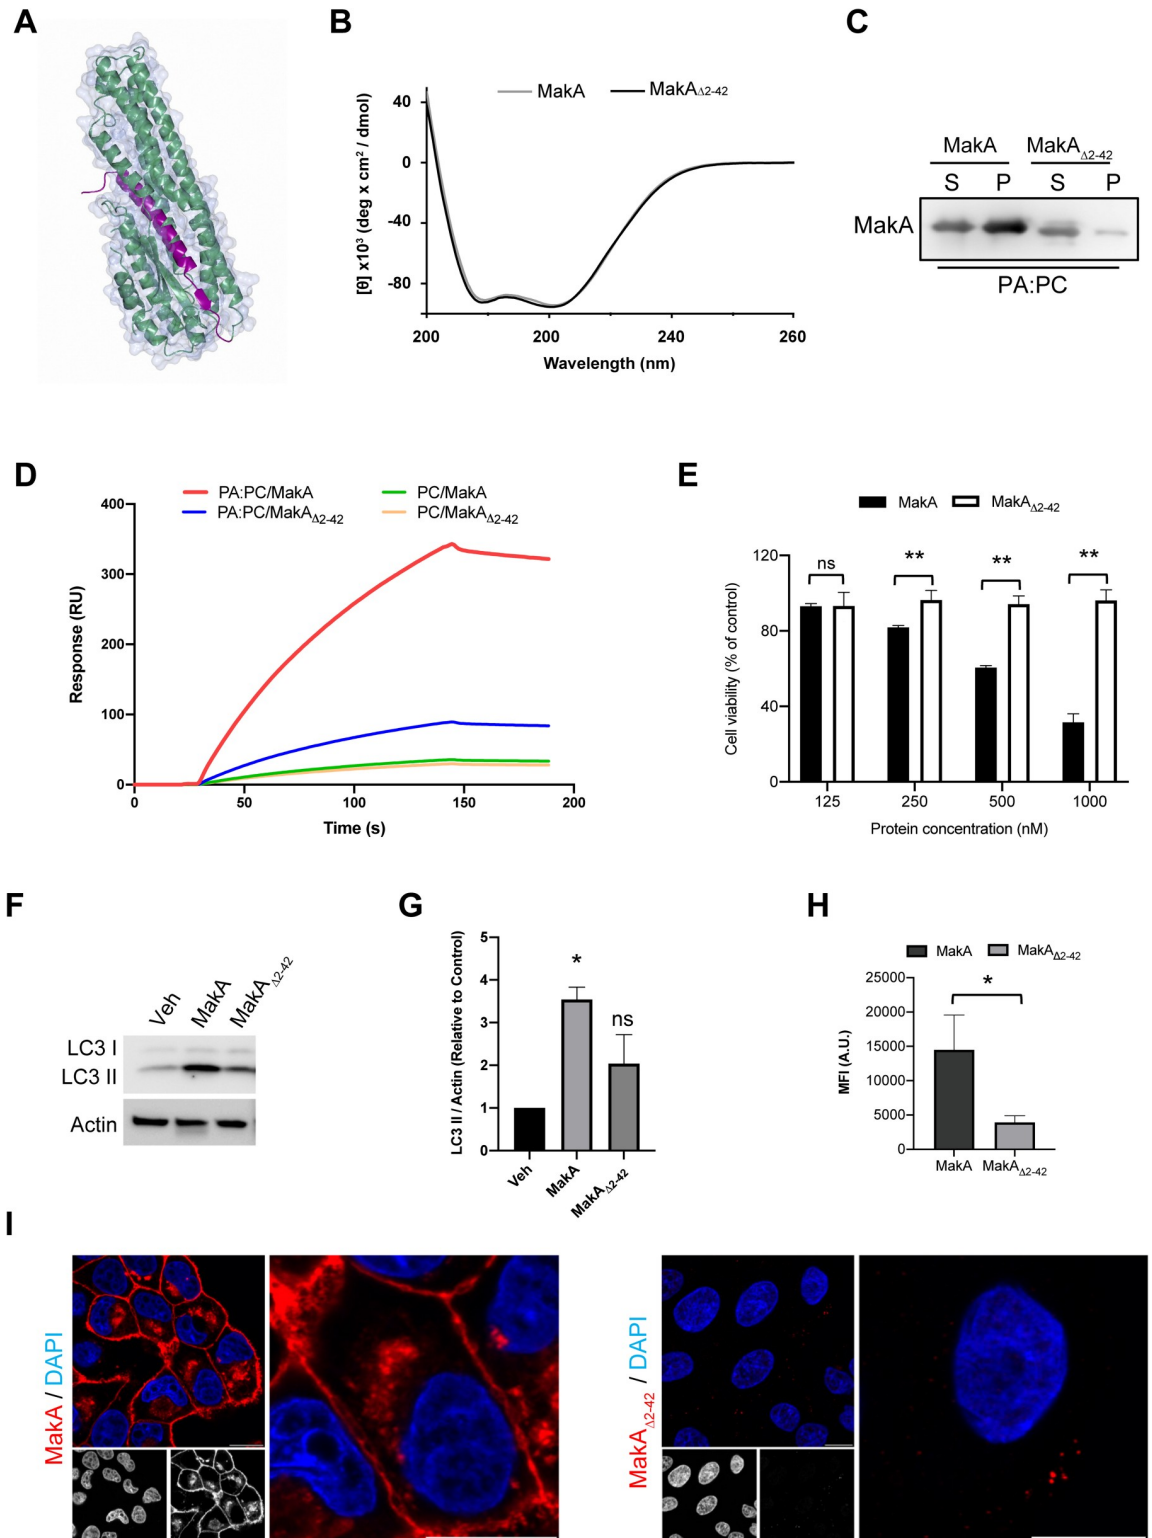 A
B
C
MakA
MakAΔ2-42
40
0
-40
-80
[θ] x10³ (deg x cm² / dmol)
200
200
240
260
Wavelength (nm)
MakA
MakAΔ2-42
S
P
S
P
MakA
PA:PC
D
PA:PC/MakA
PC/MakA
PA:PC/MakAΔ2-42
PC/MakAΔ2-42
400
300
200
100
0
Response (RU)
0
50
100
150
200
Time (s)
E
MakA
MakAΔ2-42
120
80
40
0
Cell viability (% of control)
ns
**
**
**
125
250
500
1000
Protein concentration (nM)
F
Veh
MakA
MakAΔ2-42
LC3 I
LC3 II
Actin
G
5
4
3
2
1
0
LC3 II / Actin (Relative to Control)
*
ns
Veh
MakA
MakAΔ2-42
H
MakA
MakAΔ2-42
25000
20000
15000
10000
5000
0
MFI (A.U.)
*
MakA
MakAΔ2-42
I
MakA / DAPI
MakAΔ2-42 / DAPI